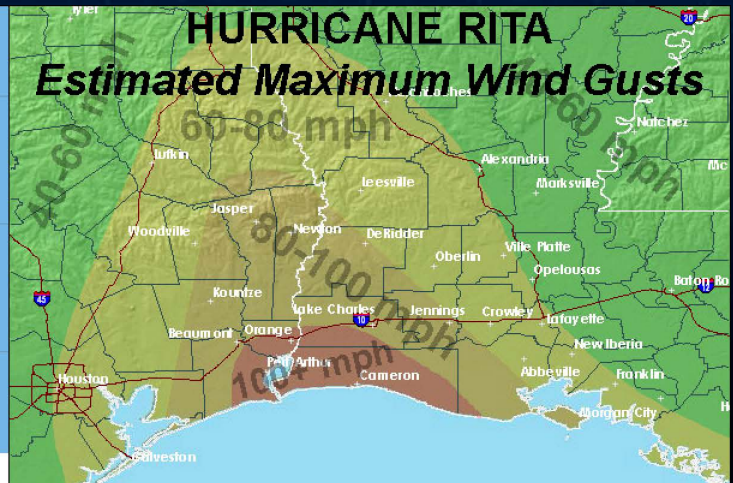 HURRICANE RITA
Estimated Maximum Wind Gusts
20
40-60 mph
60-80 mph
40-60 mph
Natchez
Lufkin
Alexandria
Leesville
Marksville
Jasper
Woodville
Newton
DeRidder
80-100 mph
Oberlin
Ville Platte
Opelousas
45
Kountze
12
Baton Ro
Lake Charles
10
Jennings
Crowley
Lafayette
Beaumont
Orange
New Iberia
Port Arthur
100+ mph
Cameron
Abbeville
Franklin
Houston
Morgan City
Galveston